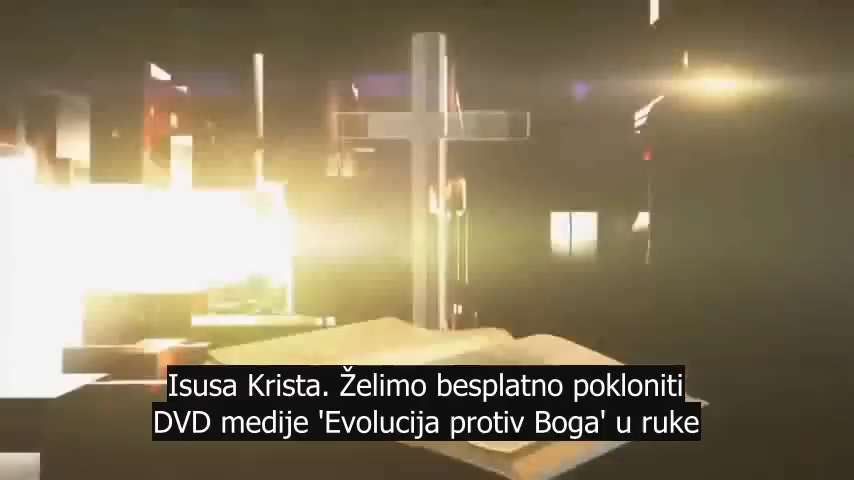 Isusa Krista. Želimo besplatno pokloniti
DVD medije 'Evolucija protiv Boga' u ruke